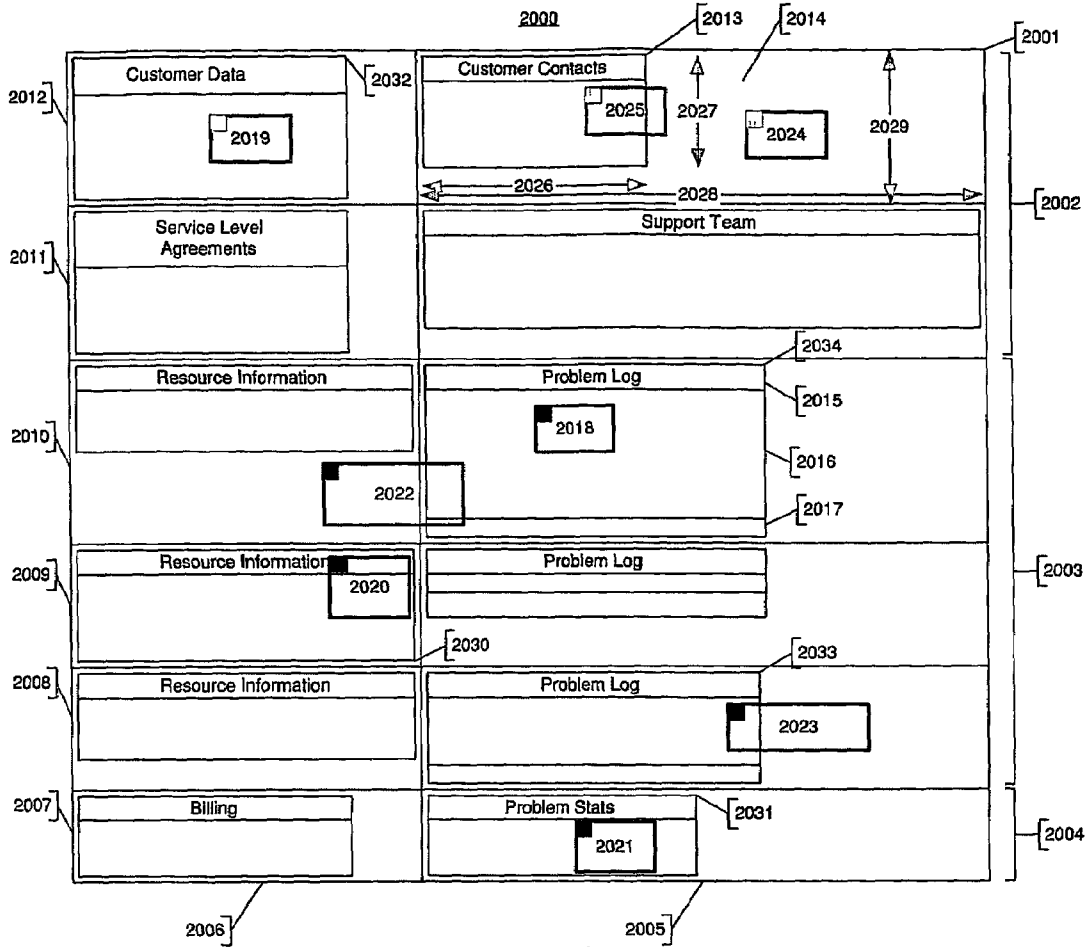 2000
2013
2014
2001
Customer Data
2032
Customer Contacts
2012
2019
2025
2027
2024
2029
2026
2028
2002
Service Level
Agreements
Support Team
2011
2034
Resource Information
Problem Log
2015
2018
2010
2016
2022
2017
Resource Information
Problem Log
2009
2020
2003
2030
2033
2008
Resource Information
Problem Log
2023
2007
Billing
Problem Stats
2031
2021
2004
2006
2005